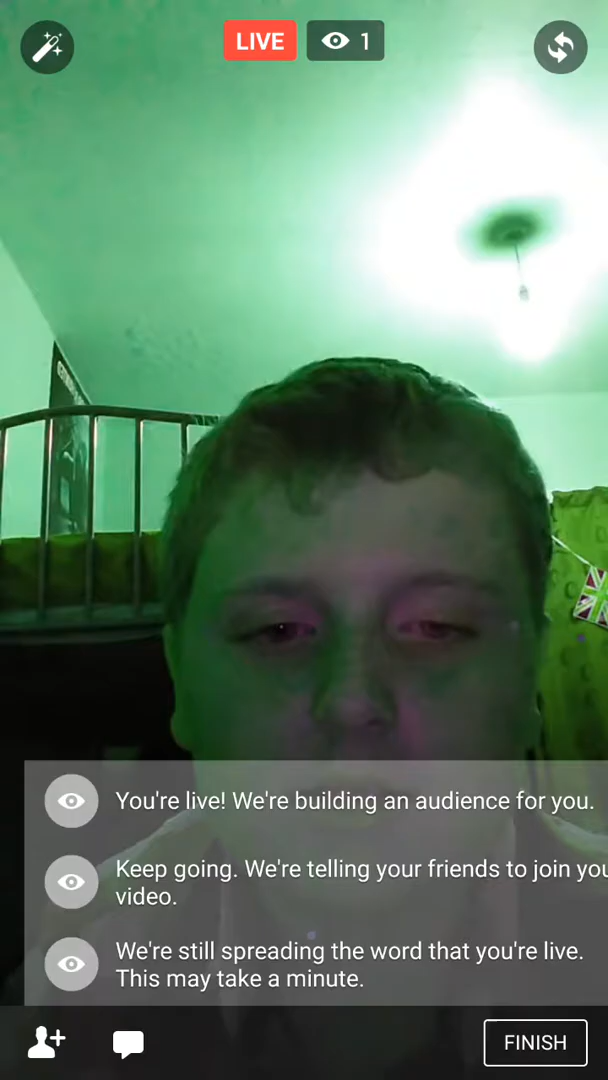 LIVE 1
You're live! We're building an audience for you.
Keep going. We're telling your friends to join you
video.
We're still spreading the word that you're live.
This may take a minute.
FINISH